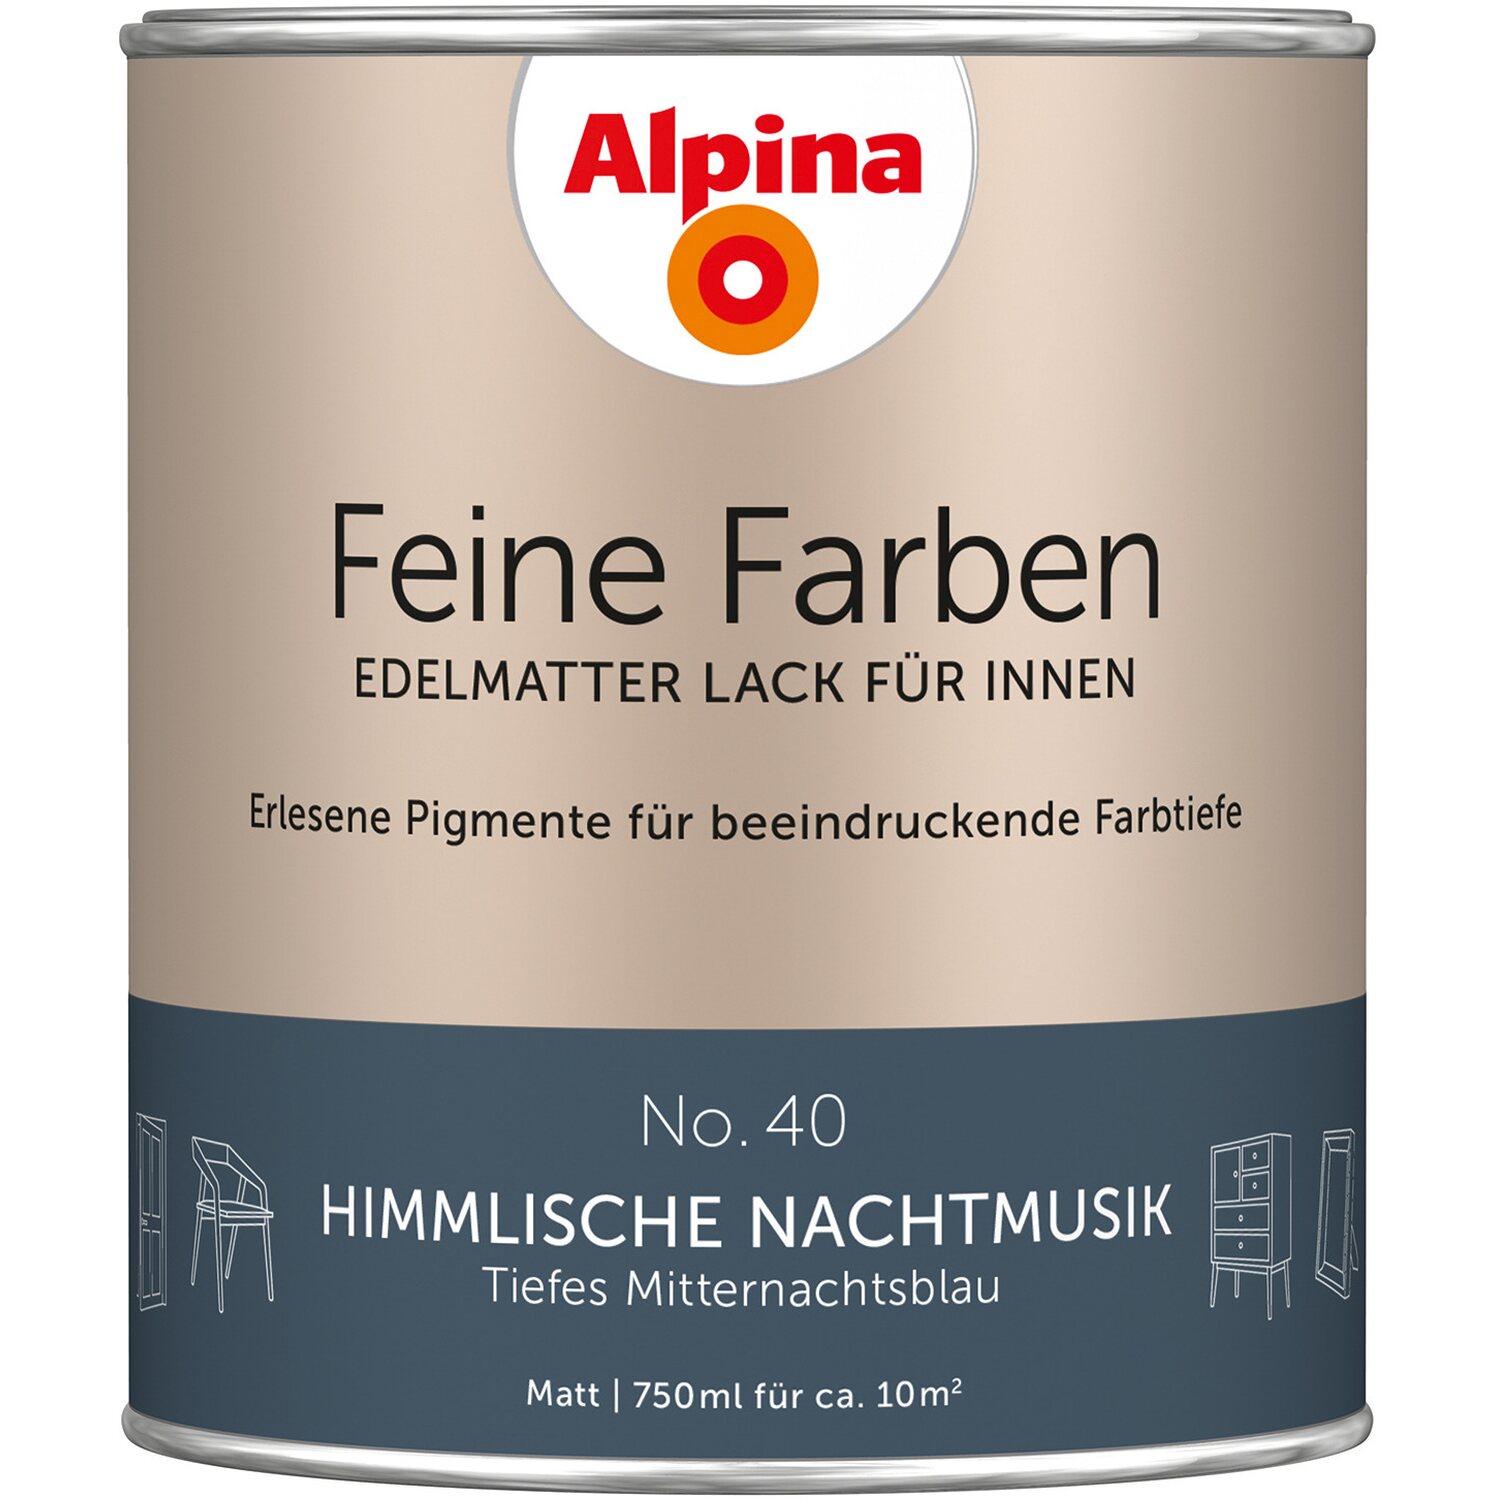 Alpina
Feine Farben
EDELMATTER LACK FÜR INNEN
Erlesene Pigmente für beeindruckende Farbtiefe
No. 40
HIMMLISCHE NACHTMUSIK
Tiefes Mitternachtsblau
Matt | 750ml für ca. 10m²